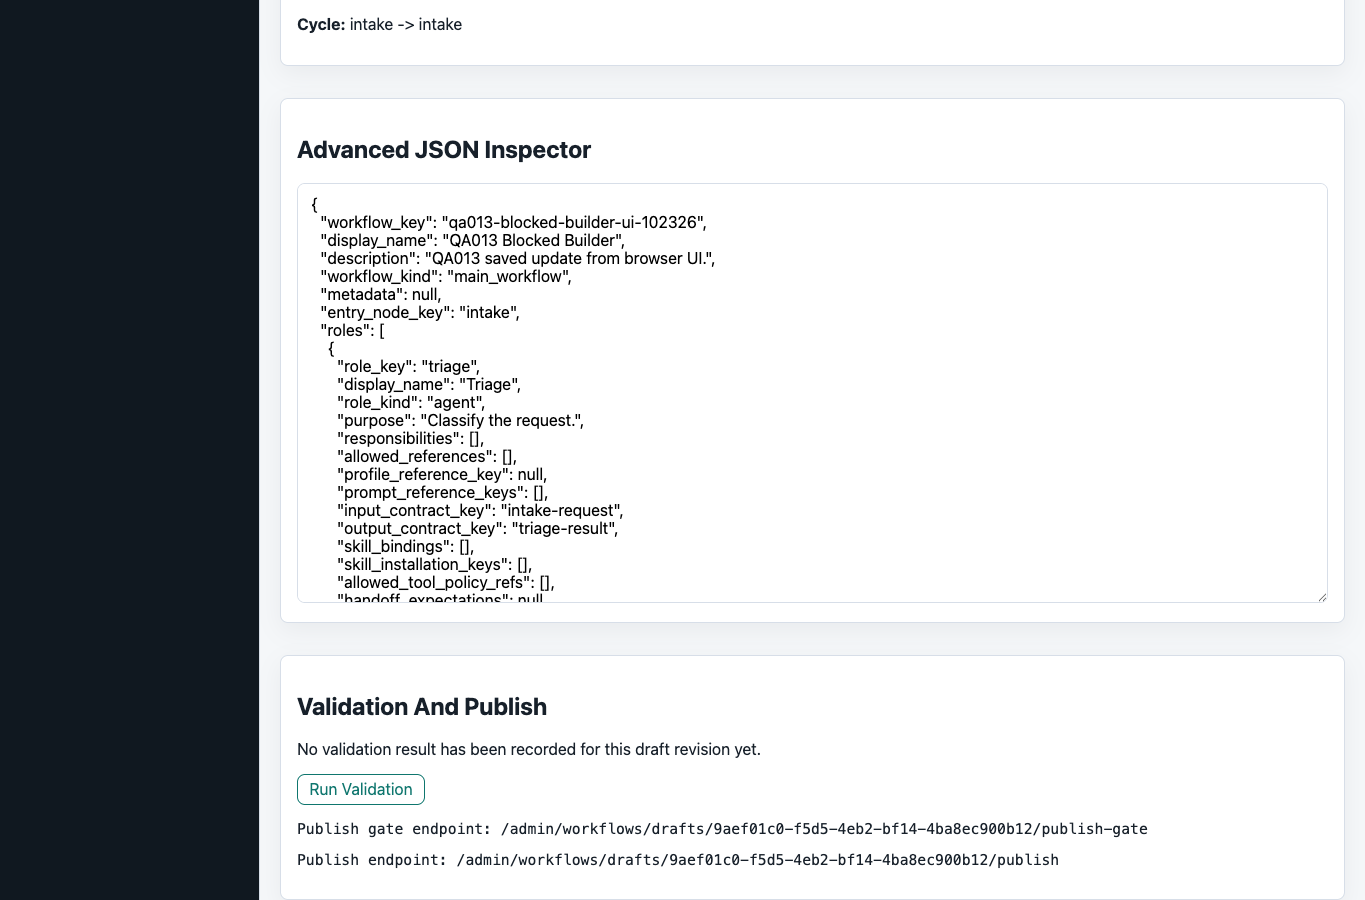 Cycle: intake -> intake
Advanced JSON Inspector
{
"workflow_key": "qa013-blocked-builder-ui-102326",
"display_name": "QA013 Blocked Builder",
"description": "QA013 saved update from browser UI.",
"workflow_kind": "main_workflow",
"metadata": null,
"entry_node_key": "intake",
"roles": [
{
"role_key": "triage",
"display_name": "Triage",
"role_kind": "agent",
"purpose": "Classify the request.",
"responsibilities": [],
"allowed_references": [],
"profile_reference_key": null,
"prompt_reference_keys": [],
"input_contract_key": "intake-request",
"output_contract_key": "triage-result",
"skill_bindings": [],
"skill_installation_keys": [],
"allowed_tool_policy_refs": [],
"handoff_expectations": null
Validation And Publish
No validation result has been recorded for this draft revision yet.
Run Validation
Publish gate endpoint: /admin/workflows/drafts/9aef01c0-f5d5-4eb2-bf14-4ba8ec900b12/publish-gate
Publish endpoint: /admin/workflows/drafts/9aef01c0-f5d5-4eb2-bf14-4ba8ec900b12/publish